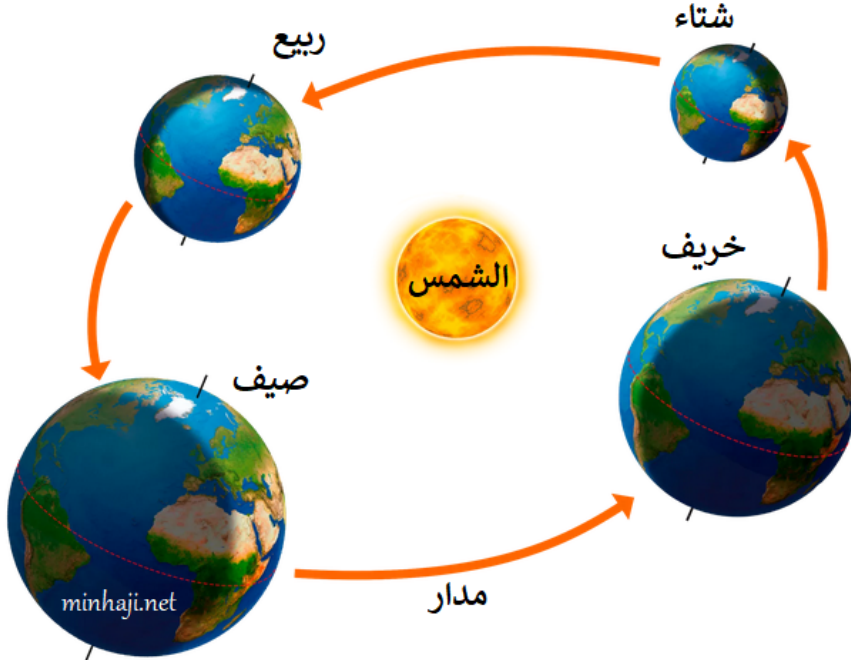 شتاء
ربيع
خريف
الشمس
صيف
مدار
minhaji.net